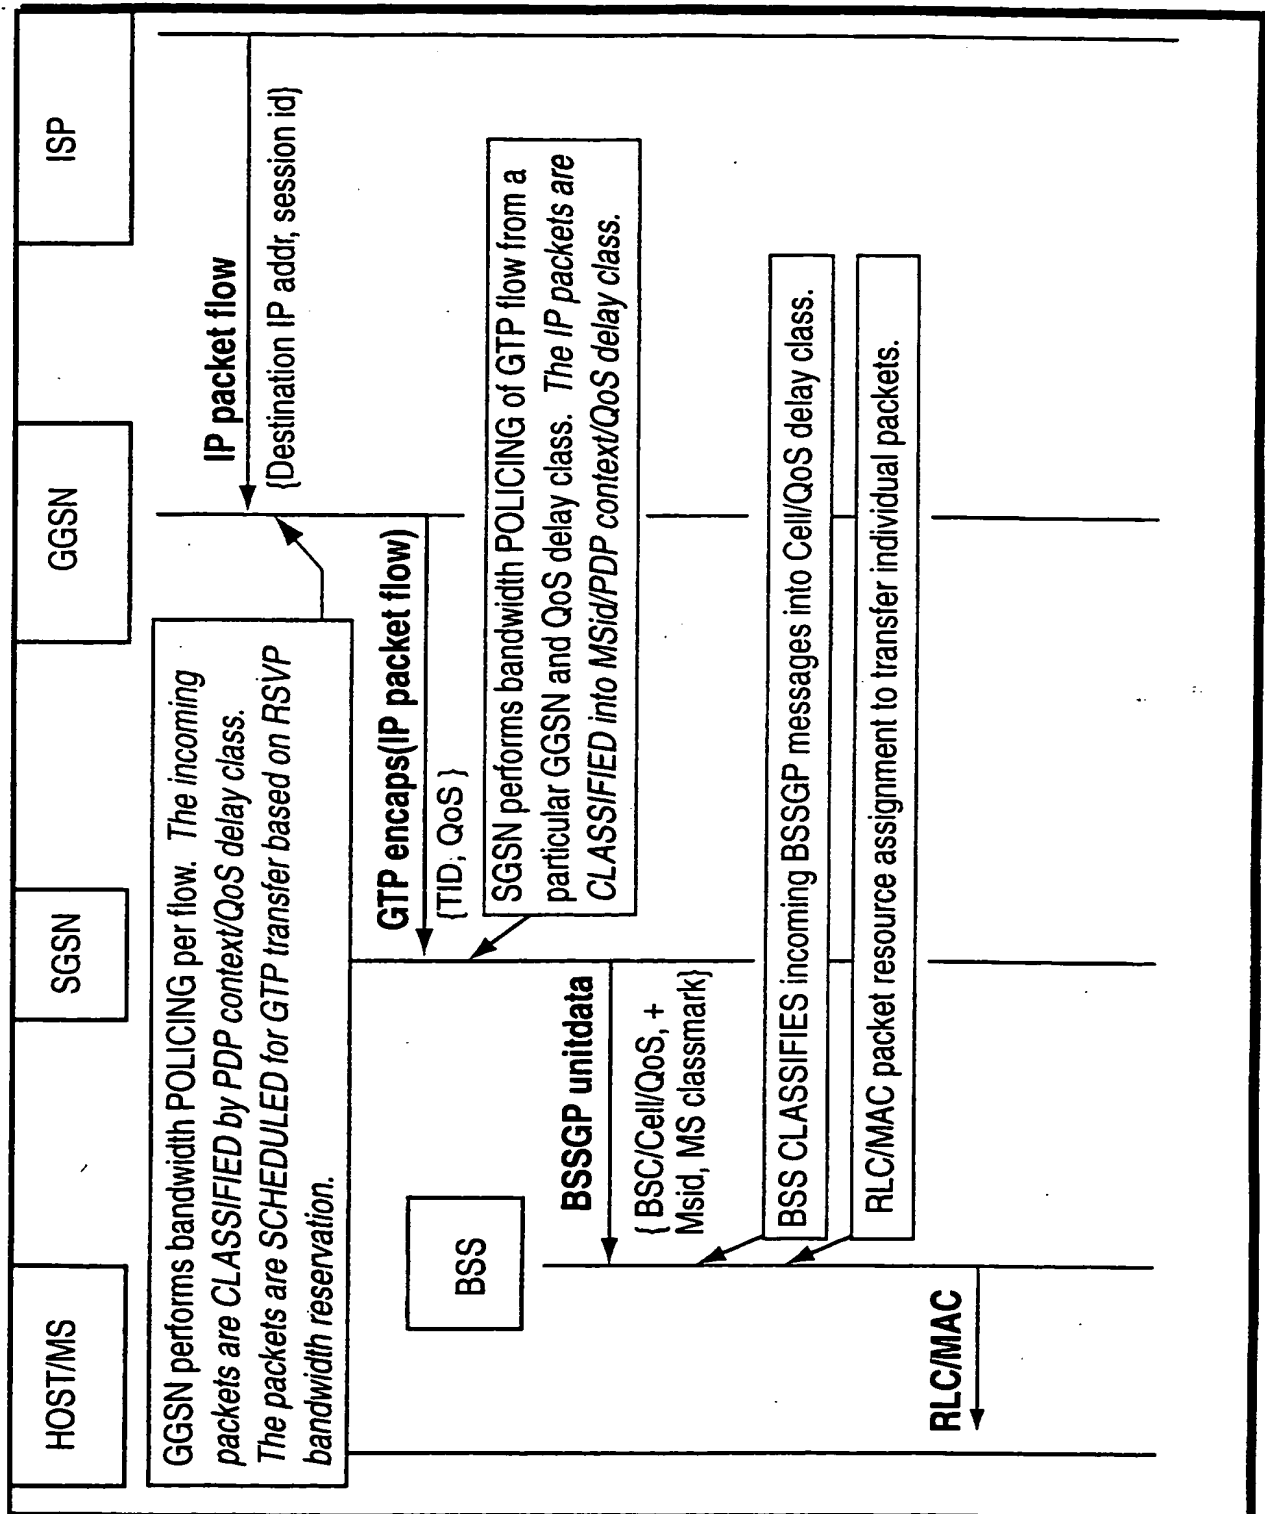 HOST/MS
SGSN
GGSN
ISP
GGSN performs bandwidth POLICING per flow. The incoming
packets are CLASSIFIED by PDP context/QoS delay class.
The packets are SCHEDULED for GTP transfer based on RSVP
bandwidth reservation.
IP packet flow
{Destination IP addr, session id}
GTP encaps(IP packet flow)
{TID, QoS }
SGSN performs bandwidth POLICING of GTP flow from a
particular GGSN and QoS delay class. The IP packets are
CLASSIFIED into MSid/PDP context/QoS delay class.
BSS
BSSGP unitdata
{ BSC/Cell/QoS, +
Msid, MS classmark}
BSS CLASSIFIES incoming BSSGP messages into Cell/QoS delay class.
RLC/MAC packet resource assignment to transfer individual packets.
RLC/MAC